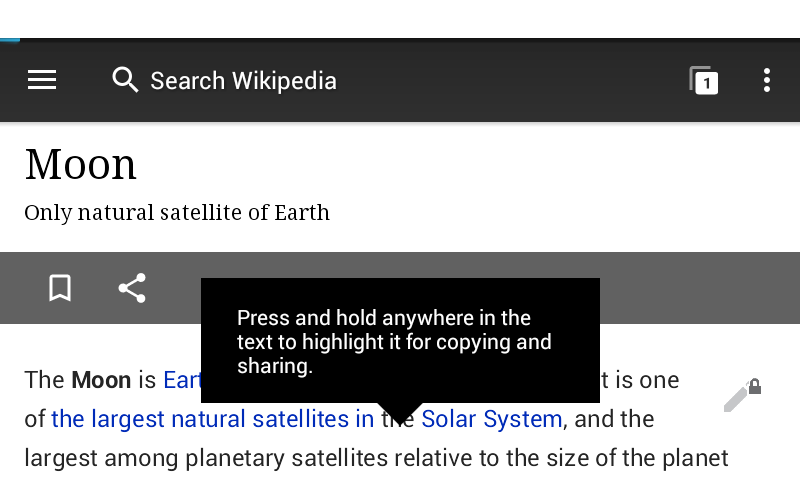 Search Wikipedia
1
Moon
Only natural satellite of Earth
Press and hold anywhere in the
text to highlight it for copying and
sharing.
The Moon is is one
of the largest natural satellites in the Solar System, and the
largest among planetary satellites relative to the size of the planet